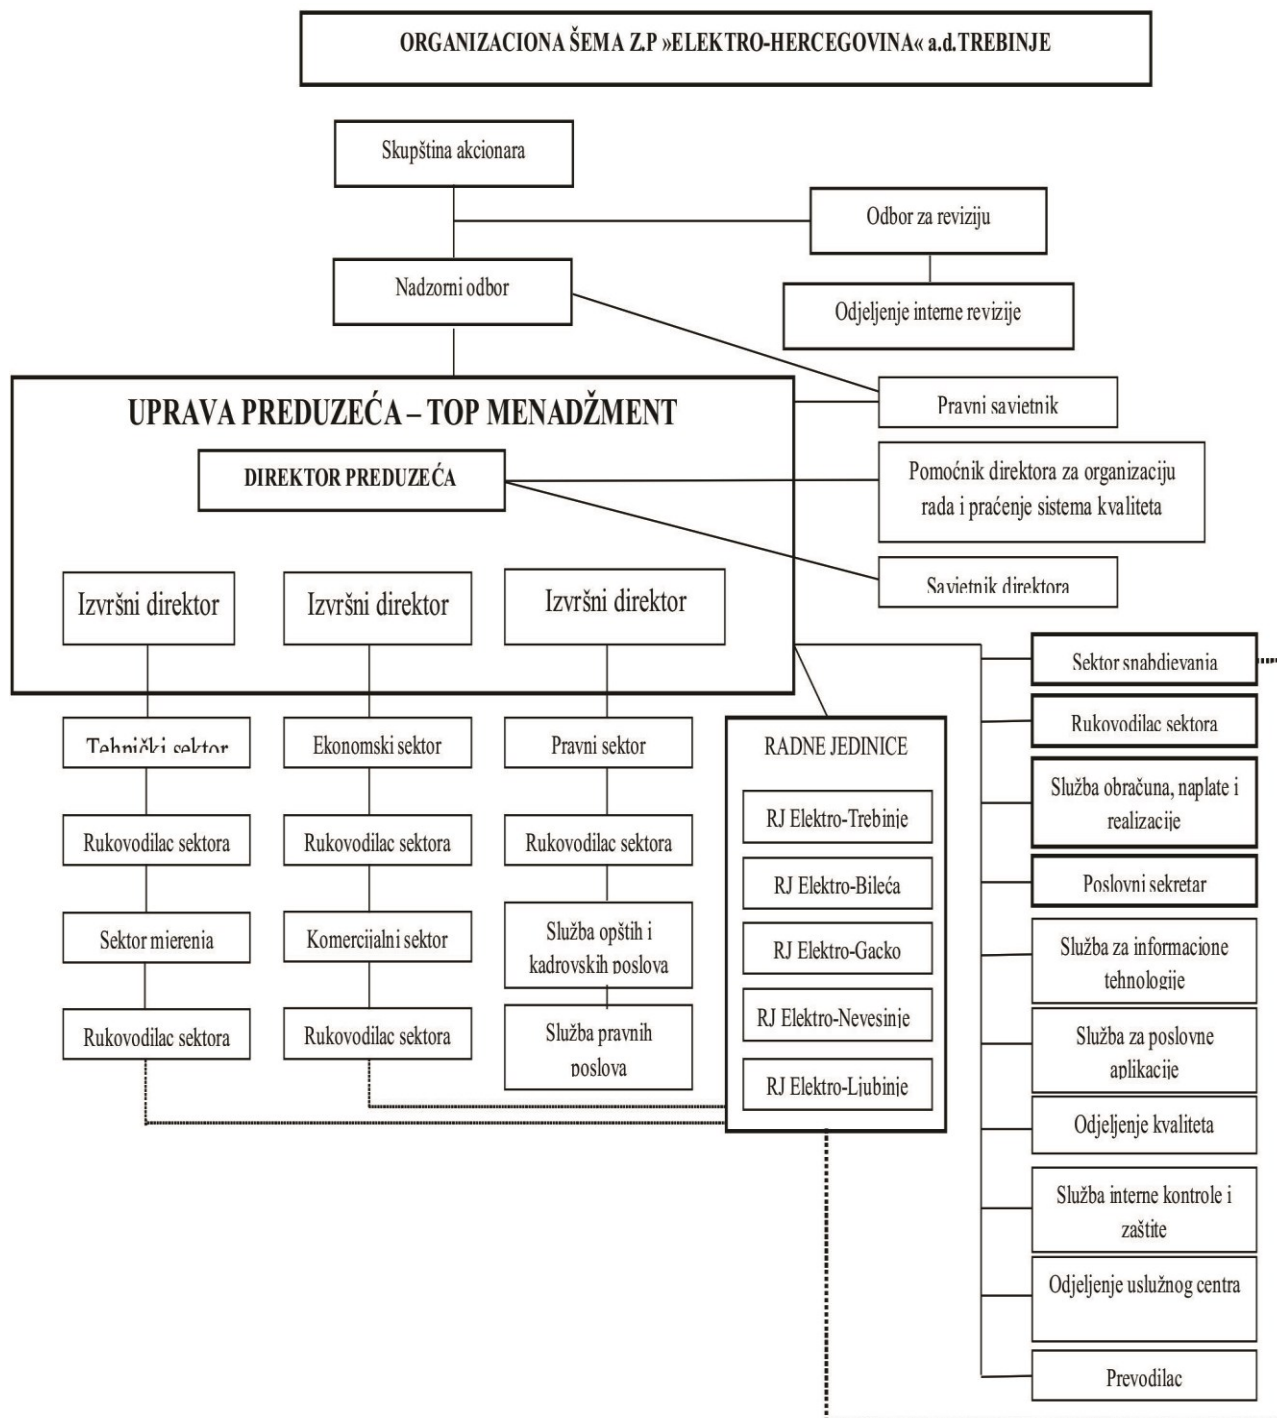 ORGANIZACIONA ŠEMA Z.P »ELEKTRO-HERCEGOVINA« a.d.TREBINJE
Skupština akcionara
Odbor za reviziju
Nadzorni odbor
Odjeljenje interne revizije
UPRAVA PREDUZEĆA – TOP MENADŽMENT
DIREKTOR PREDUZEĆA
Pravni savietnik
Pomoćnik direktora za organizaciju
rada i praćenje sistema kvaliteta
Savietnik direktora
Izvršni direktor
Izvršni direktor
Izvršni direktor
Tehnički sektor
Rukovodilac sektora
Sektor mierenia
Rukovodilac sektora
Ekonomski sektor
Rukovodilac sektora
Komercijalni sektor
Rukovodilac sektora
Pravni sektor
Rukovodilac sektora
Služba opštih i
kadrovskih poslova
Služba pravnih
poslova
RADNE JEDINICE
RJ Elektro-Trebinje
RJ Elektro-Bileća
RJ Elektro-Gacko
RJ Elektro-Nevesinje
RJ Elektro-Ljubinje
Sektor snabdievania
Rukovodilac sektora
Služba obračuna, naplate i
realizacije
Poslovni sekretar
Služba za informacione
tehnologije
Služba za poslovne
aplikacije
Odjeljenje kvaliteta
Služba interne kontrole i
zaštite
Odjeljenje uslužnog centra
Prevodilac